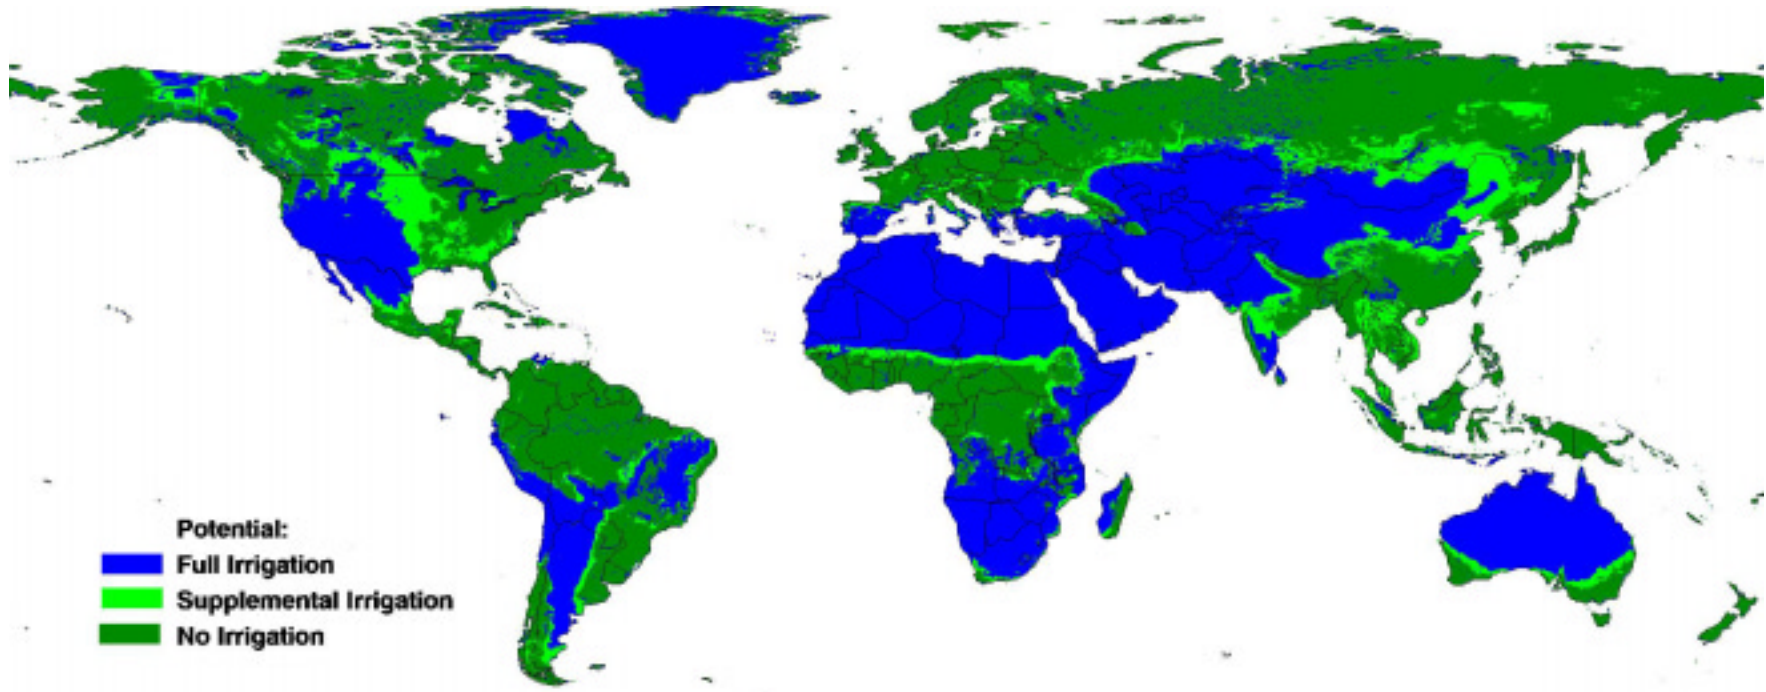 Potential:
Full Irrigation
Supplemental Irrigation
No Irrigation